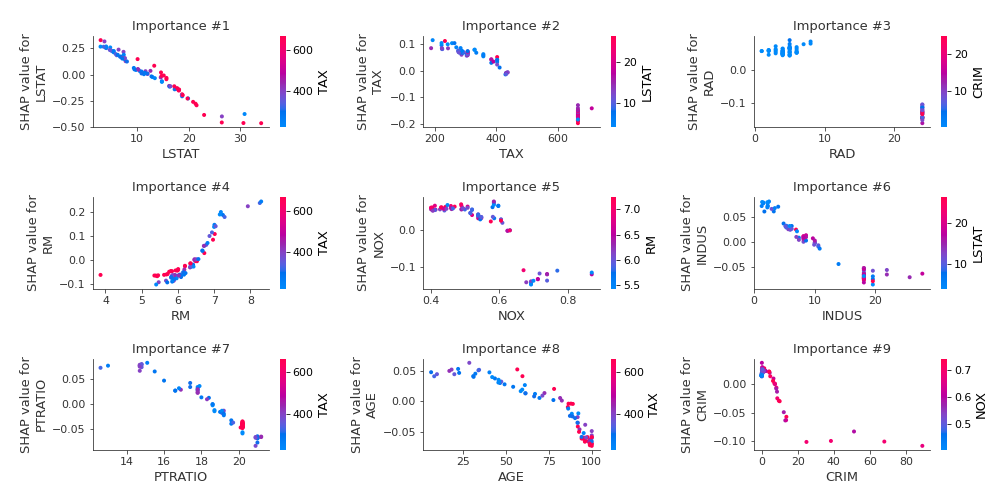 Importance #1
SHAP value for
LSTAT
0.25
0.00
−0.25
−0.50
10
20
30
LSTAT
600
400
TAX
Importance #2
SHAP value for
TAX
0.1
0.0
−0.1
−0.2
200
400
600
TAX
20
10
LSTAT
Importance #3
SHAP value for
RAD
0.0
−0.1
0
10
20
RAD
20
10
CRIM
Importance #4
SHAP value for
RM
0.2
0.1
0.0
−0.1
4
5
6
7
8
RM
600
400
TAX
Importance #5
SHAP value for
NOX
0.0
−0.1
0.4
0.6
0.8
NOX
7.0
6.5
6.0
5.5
RM
Importance #6
SHAP value for
INDUS
0.05
0.00
−0.05
0
10
20
INDUS
20
10
LSTAT
Importance #7
SHAP value for
PTRATIO
0.05
0.00
−0.05
14
16
18
20
PTRATIO
600
400
TAX
Importance #8
SHAP value for
AGE
0.05
0.00
−0.05
25
50
75
100
AGE
600
400
TAX
Importance #9
SHAP value for
CRIM
0.00
−0.05
−0.10
0
20
40
60
80
CRIM
0.7
0.6
0.5
NOX